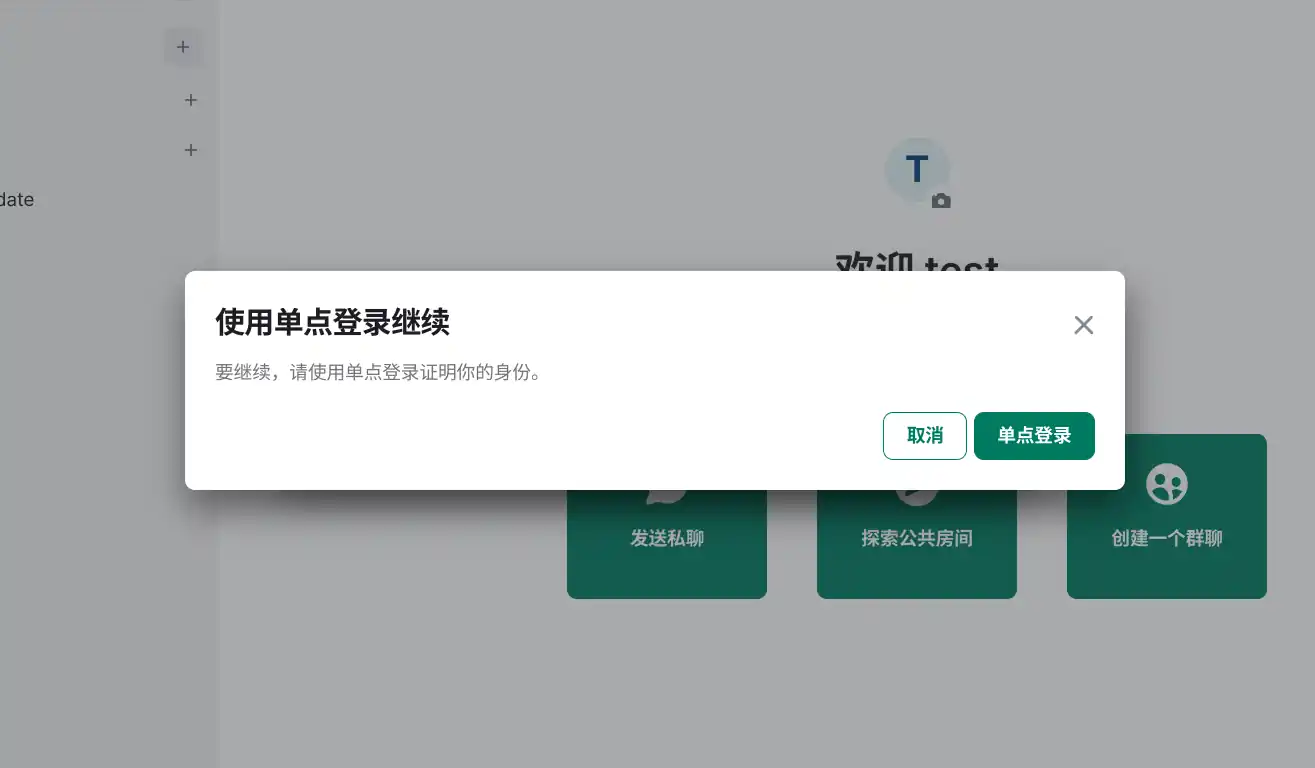 T
date
欢迎 test
使用单点登录继续
要继续，请使用单点登录证明你的身份。
取消
单点登录
发送私聊
探索公共房间
创建一个群聊